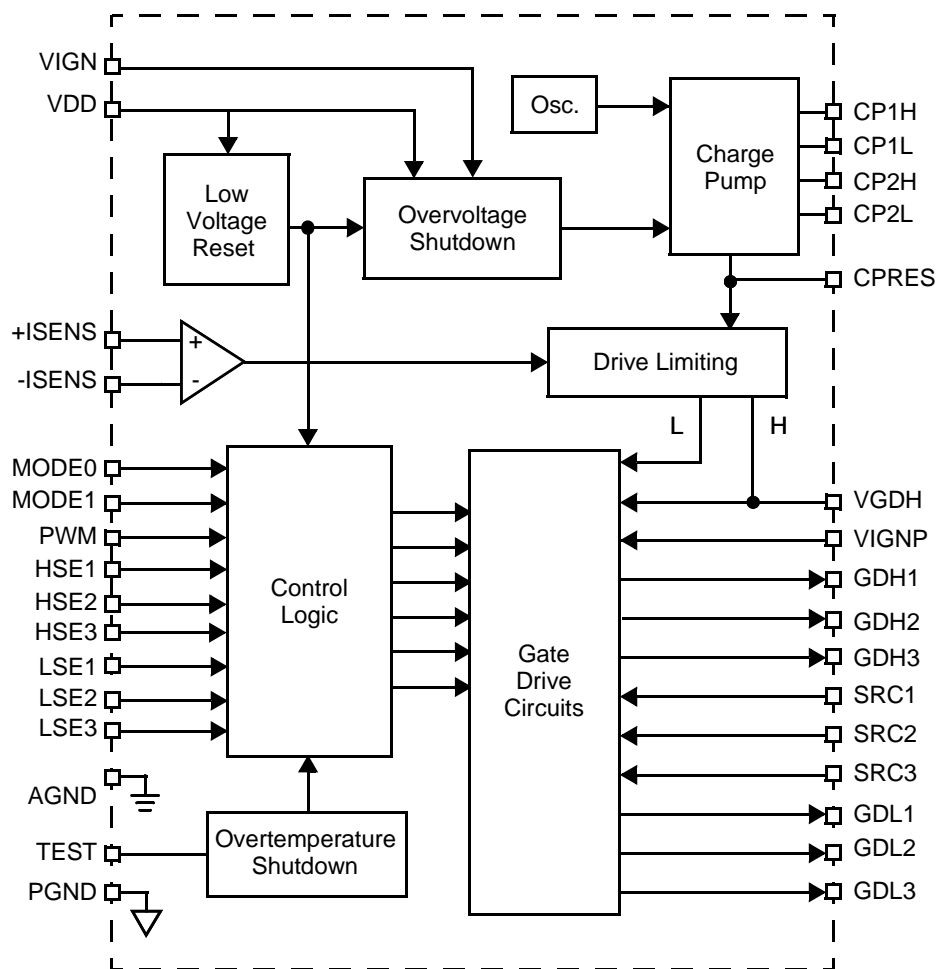 VIGN
VDD
Osc.
Charge
Pump
CP1H
CP1L
CP2H
CP2L
Low
Voltage
Reset
Overvoltage
Shutdown
CPRES
+ISENS
-ISENS
+
-
Drive Limiting
L
H
MODE0
MODE1
PWM
HSE1
HSE2
HSE3
LSE1
LSE2
LSE3
Control
Logic
Gate
Drive
Circuits
VGDH
VIGNP
GDH1
GDH2
GDH3
SRC1
SRC2
SRC3
GDL1
GDL2
GDL3
AGND
TEST
PGND
Overtemperature
Shutdown